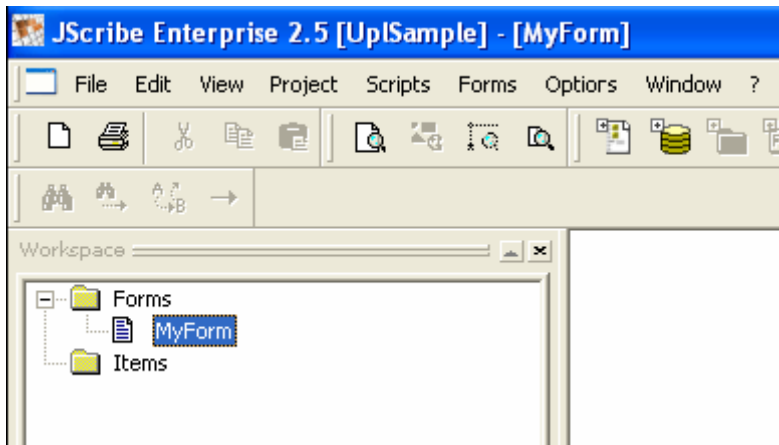 JScribe Enterprise 2.5 [UplSample] - [MyForm]
File Edit View Project Scripts Forms Options Window ?
A B
Workspace
Forms
MyForm
Items